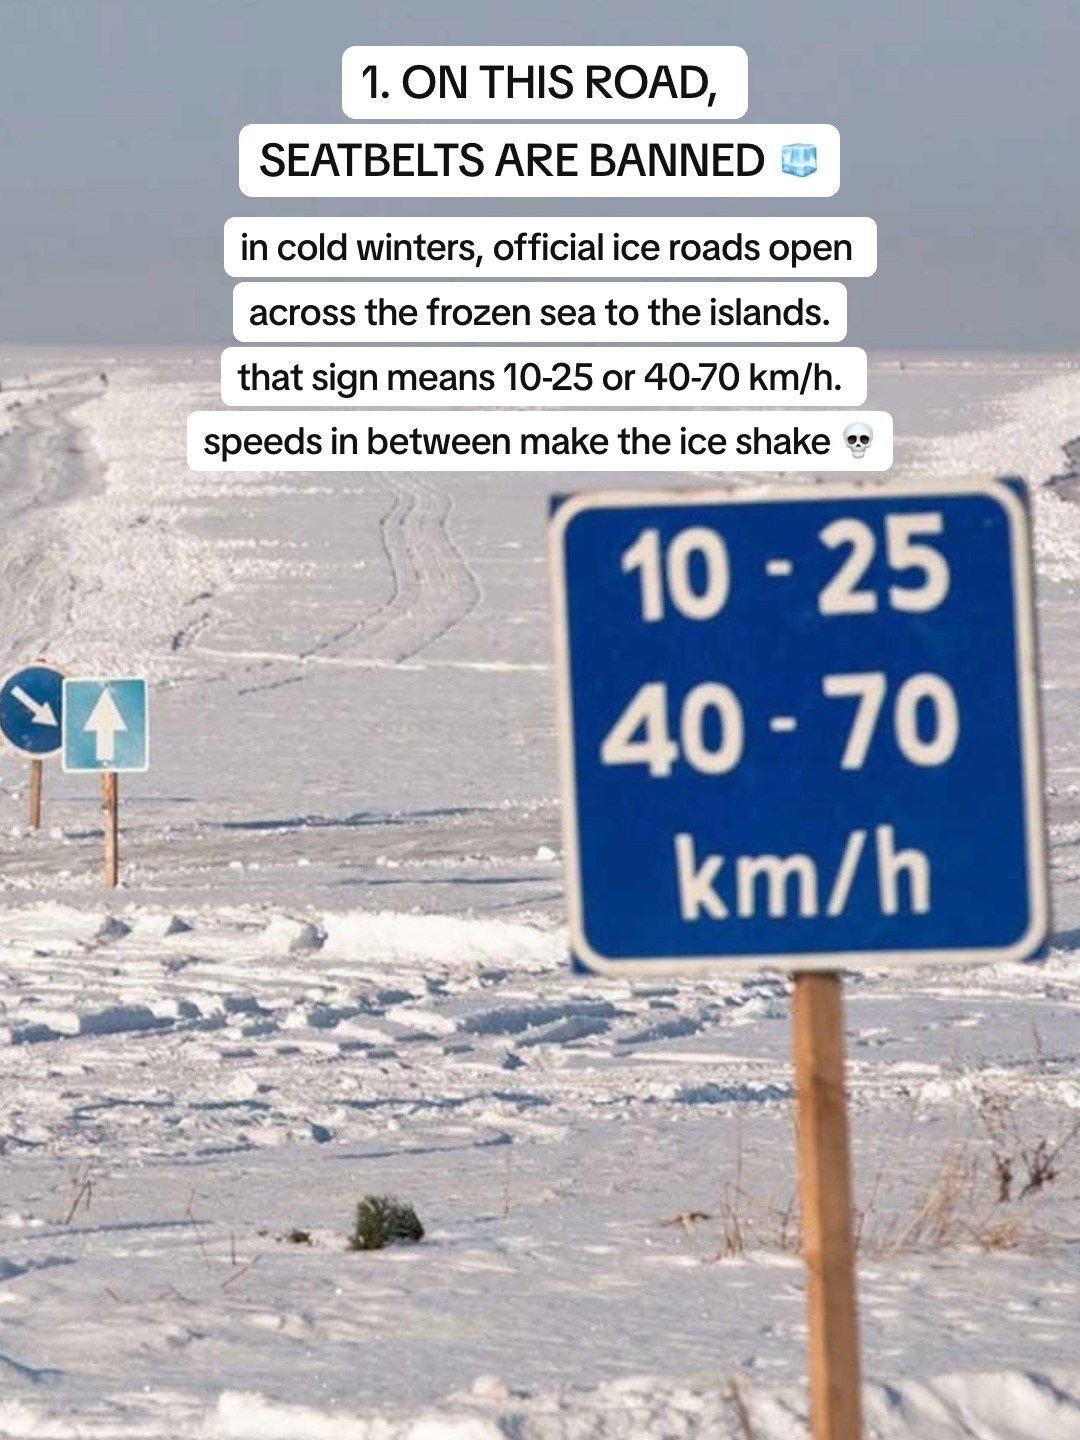 1. ON THIS ROAD,
SEATBELTS ARE BANNED 🧊
in cold winters, official ice roads open
across the frozen sea to the islands.
that sign means 10-25 or 40-70 km/h.
speeds in between make the ice shake 💀
10 - 25
40 - 70
km/h